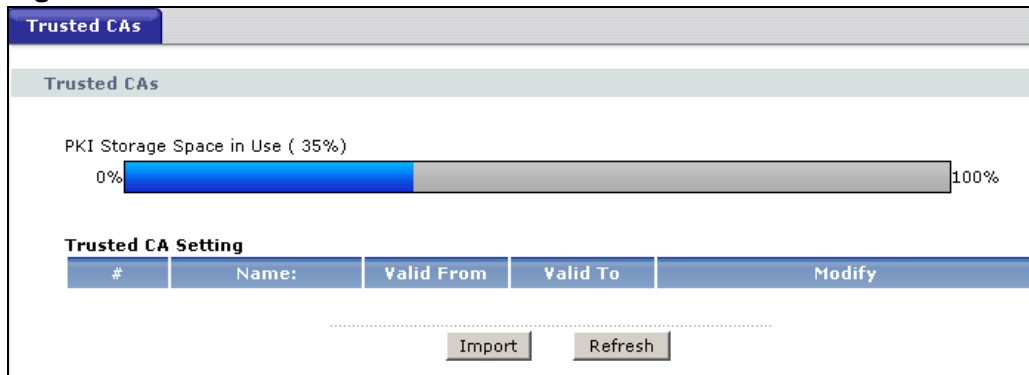 Trusted CAs
Trusted CAs
PKI Storage Space in Use ( 35%)
0% 100%
Trusted CA Setting
# Name: Valid From Valid To Modify
Import Refresh